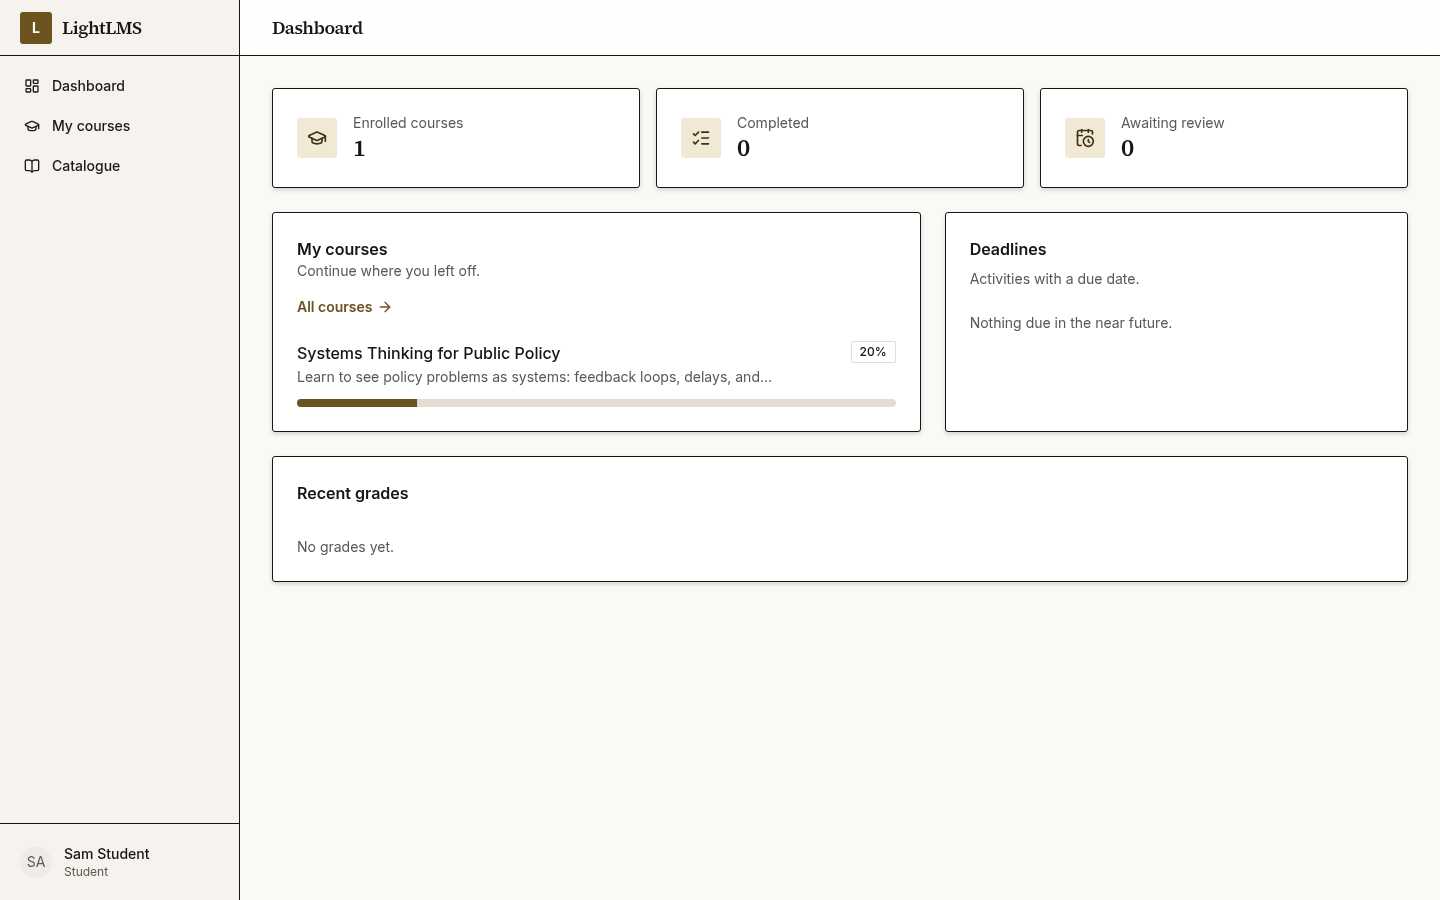 L LightLMS
Dashboard
Dashboard
My courses
Catalogue
Enrolled courses
1
Completed
0
Awaiting review
0
My courses
Continue where you left off.
All courses
Systems Thinking for Public Policy
20%
Learn to see policy problems as systems: feedback loops, delays, and...
Deadlines
Activities with a due date.
Nothing due in the near future.
Recent grades
No grades yet.
SA
Sam Student
Student